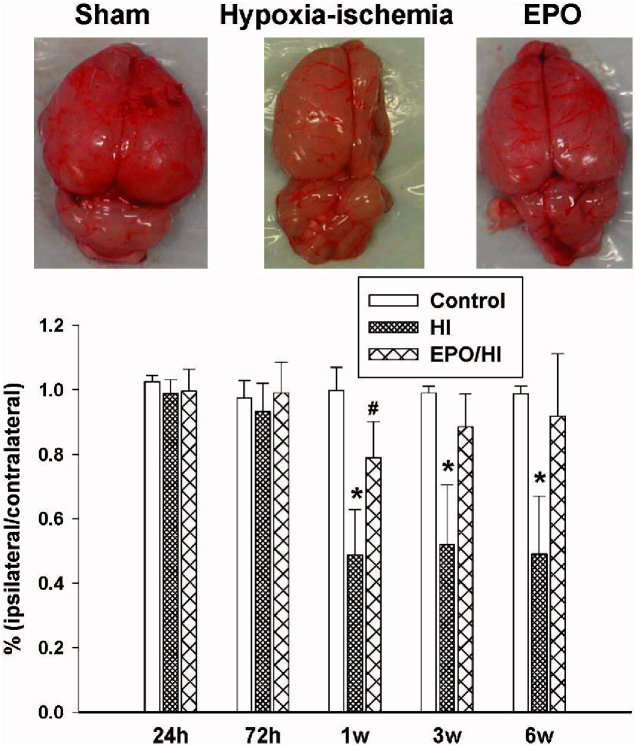 Sham Hypoxia-ischemia EPO
Control
HI
EPO/HI
% (ipsilateral/contralateral)
1.2
1.0
0.8
0.6
0.4
0.2
0.0
#
* * *
24h 72h 1w 3w 6w